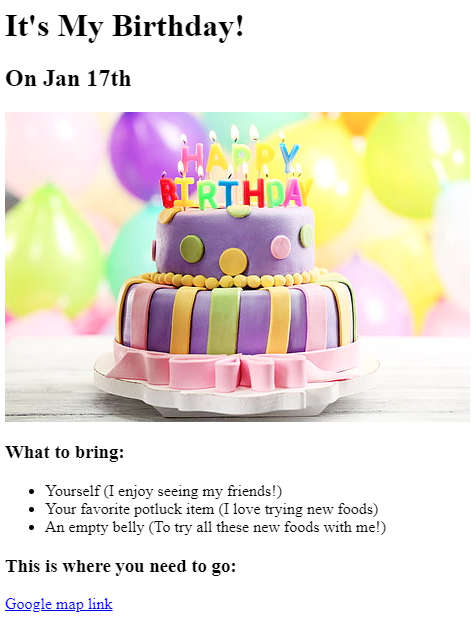 It's My Birthday!
On Jan 17th
HAPPY
BIRTHDAY
What to bring:
Yourself (I enjoy seeing my friends!)
Your favorite potluck item (I love trying new foods)
An empty belly (To try all these new foods with me!)
This is where you need to go:
Google map link